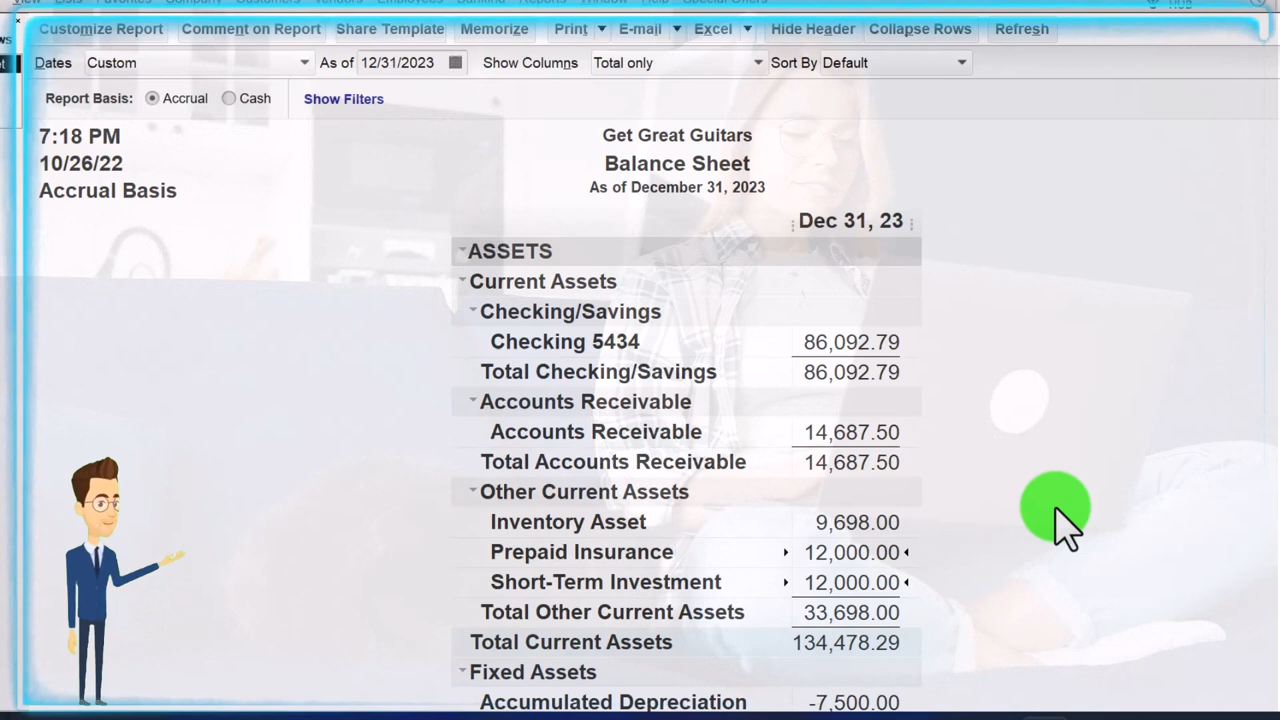 Customize Report Comment on Report Share Template Memorize Print E-mail Excel Hide Header Collapse Rows Refresh
Dates Custom As of 12/31/2023 Show Columns Total only Sort By Default
Report Basis: Accrual Cash Show Filters
7:18 PM
10/26/22
Accrual Basis
Get Great Guitars
Balance Sheet
As of December 31, 2023
Dec 31, 23
ASSETS
Current Assets
Checking/Savings
Checking 5434 86,092.79
Total Checking/Savings 86,092.79
Accounts Receivable
Accounts Receivable 14,687.50
Total Accounts Receivable 14,687.50
Other Current Assets
Inventory Asset 9,698.00
Prepaid Insurance 12,000.00
Short-Term Investment 12,000.00
Total Other Current Assets 33,698.00
Total Current Assets 134,478.29
Fixed Assets
Accumulated Depreciation -7,500.00